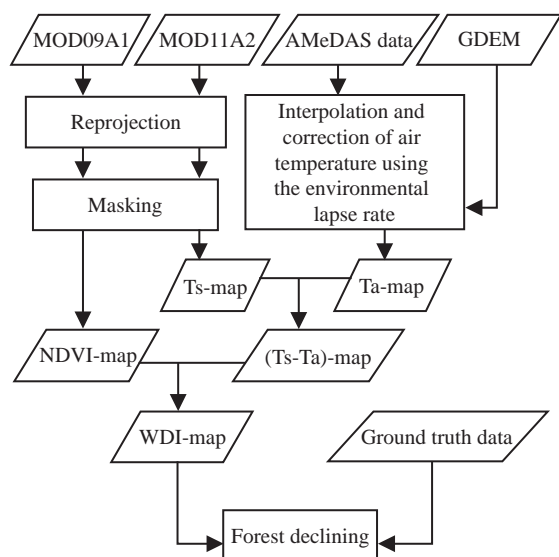 MOD09A1
MOD11A2
AMeDAS data
GDEM
Reprojection
Interpolation and
correction of air
temperature using
the environmental
lapse rate
Masking
Ts-map
Ta-map
NDVI-map
(Ts-Ta)-map
WDI-map
Ground truth data
Forest declining